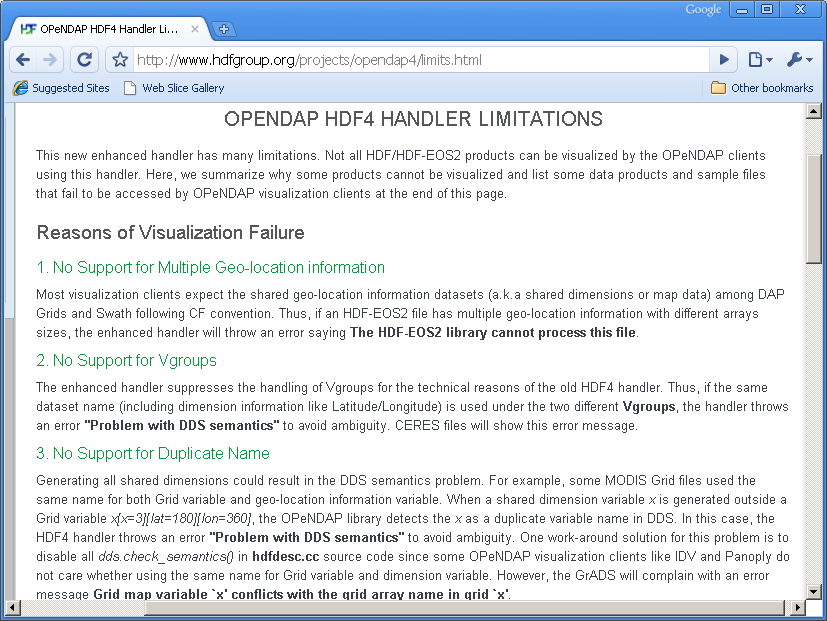 Google
OPeNDAP HDF4 Handler Li...
http://www.hdfgroup.org/projects/opendap4/limits.html
Suggested Sites
Web Slice Gallery
Other bookmarks
OPENDAP HDF4 HANDLER LIMITATIONS
This new enhanced handler has many limitations. Not all HDF/HDF-EOS2 products can be visualized by the OPeNDAP clients
using this handler. Here, we summarize why some products cannot be visualized and list some data products and sample files
that fail to be accessed by OPeNDAP visualization clients at the end of this page.
Reasons of Visualization Failure
1. No Support for Multiple Geo-location information
Most visualization clients expect the shared geo-location information datasets (a.k.a shared dimensions or map data) among DAP
Grids and Swath following CF convention. Thus, if an HDF-EOS2 file has multiple geo-location information with different arrays
sizes, the enhanced handler will throw an error saying The HDF-EOS2 library cannot process this file.
2. No Support for Vgroups
The enhanced handler suppresses the handling of Vgroups for the technical reasons of the old HDF4 handler. Thus, if the same
dataset name (including dimension information like Latitude/Longitude) is used under the two different Vgroups, the handler throws
an error "Problem with DDS semantics" to avoid ambiguity. CERES files will show this error message.
3. No Support for Duplicate Name
Generating all shared dimensions could result in the DDS semantics problem. For example, some MODIS Grid files used the
same name for both Grid variable and geo-location information variable. When a shared dimension variable x is generated outside a
Grid variable x[x=3][lat=180][lon=360], the OPeNDAP library detects the x as a duplicate variable name in DDS. In this case, the
HDF4 handler throws an error "Problem with DDS semantics" to avoid ambiguity. One work-around solution for this problem is to
disable all dds.check_semantics() in hdfdesc.cc source code since some OPeNDAP visualization clients like IDV and Panoply do
not care whether using the same name for Grid variable and dimension variable. However, the GrADS will complain with an error
message Grid map variable `x' conflicts with the grid array name in grid `x'.